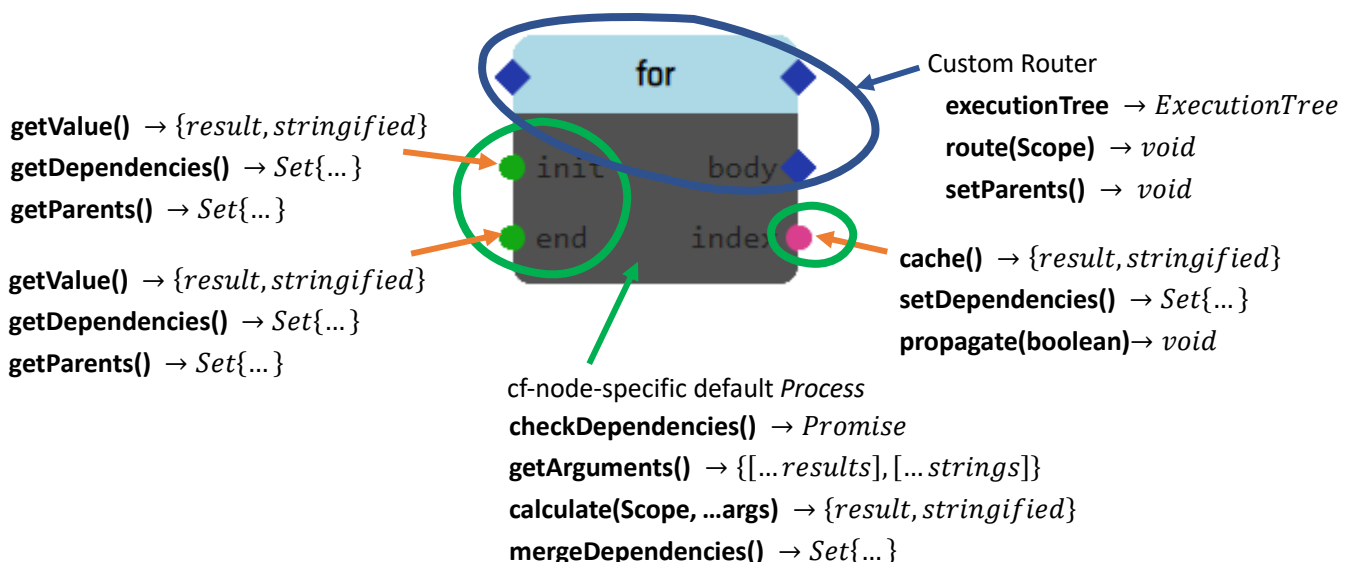 for
init
body
end
index
Custom Router
executionTree → ExecutionTree
route(Scope) → void
setParents() → void
getValue() → {result, stringified}
getDependencies() → Set{…}
getParents() → Set{…}
getValue() → {result, stringified}
getDependencies() → Set{…}
getParents() → Set{…}
cache() → {result, stringified}
setDependencies() → Set{…}
propagate(boolean)→ void
cf-node-specific default Process
checkDependencies() → Promise
getArguments() → {[… results], [… strings]}
calculate(Scope, …args) → {result, stringified}
mergeDependencies() → Set{…}